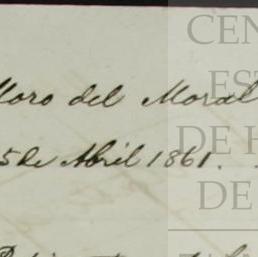 CEN
EST
Moro del Moral
DE H
5 de Abril 1861.
DE